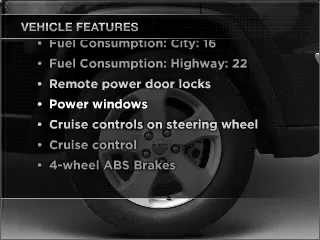 VEHICLE FEATURES
• Fuel Consumption: City: 16
• Fuel Consumption: Highway: 22
• Remote power door locks
• Power windows
• Cruise controls on steering wheel
• Cruise control
• 4-wheel ABS Brakes